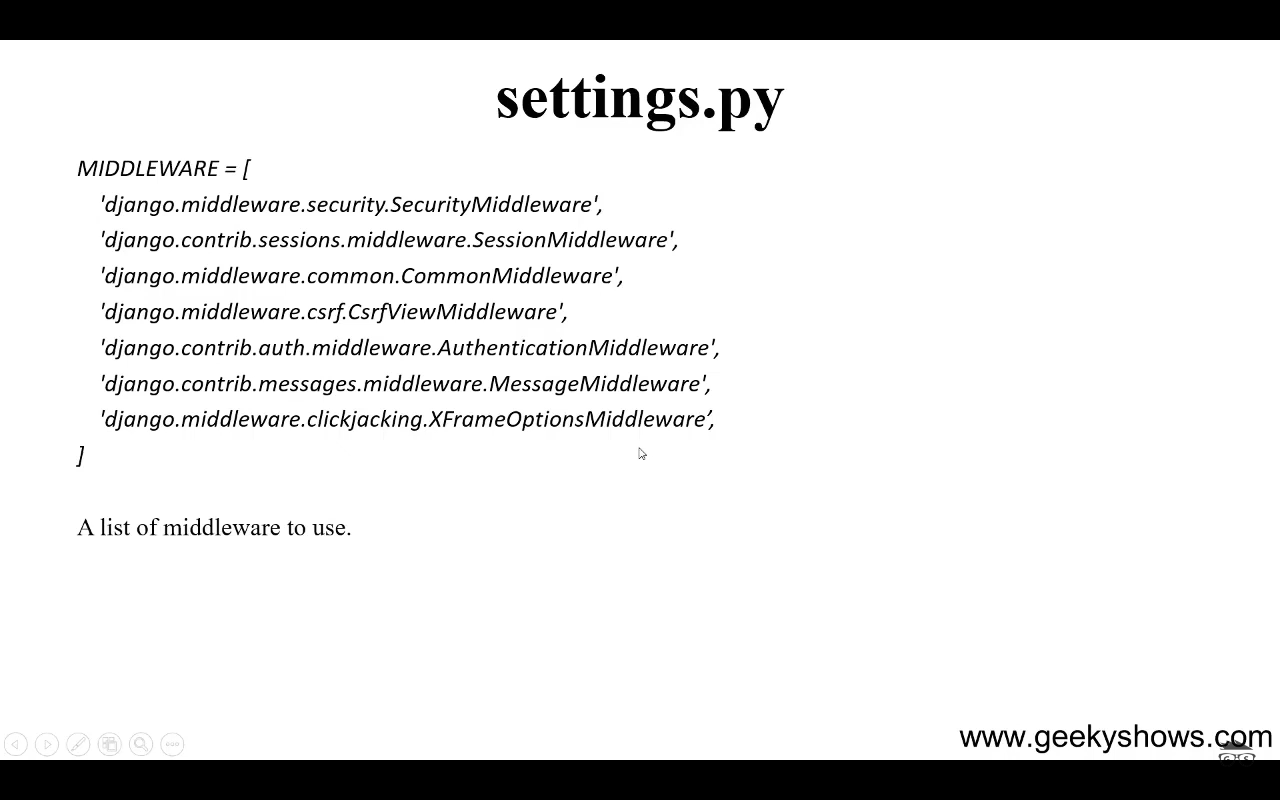 settings.py
MIDDLEWARE = [
'django.middleware.security.SecurityMiddleware',
'django.contrib.sessions.middleware.SessionMiddleware',
'django.middleware.common.CommonMiddleware',
'django.middleware.csrf.CsrfViewMiddleware',
'django.contrib.auth.middleware.AuthenticationMiddleware',
'django.contrib.messages.middleware.MessageMiddleware',
'django.middleware.clickjacking.XFrameOptionsMiddleware’,
]
A list of middleware to use.
www.geekyshows.com
G S